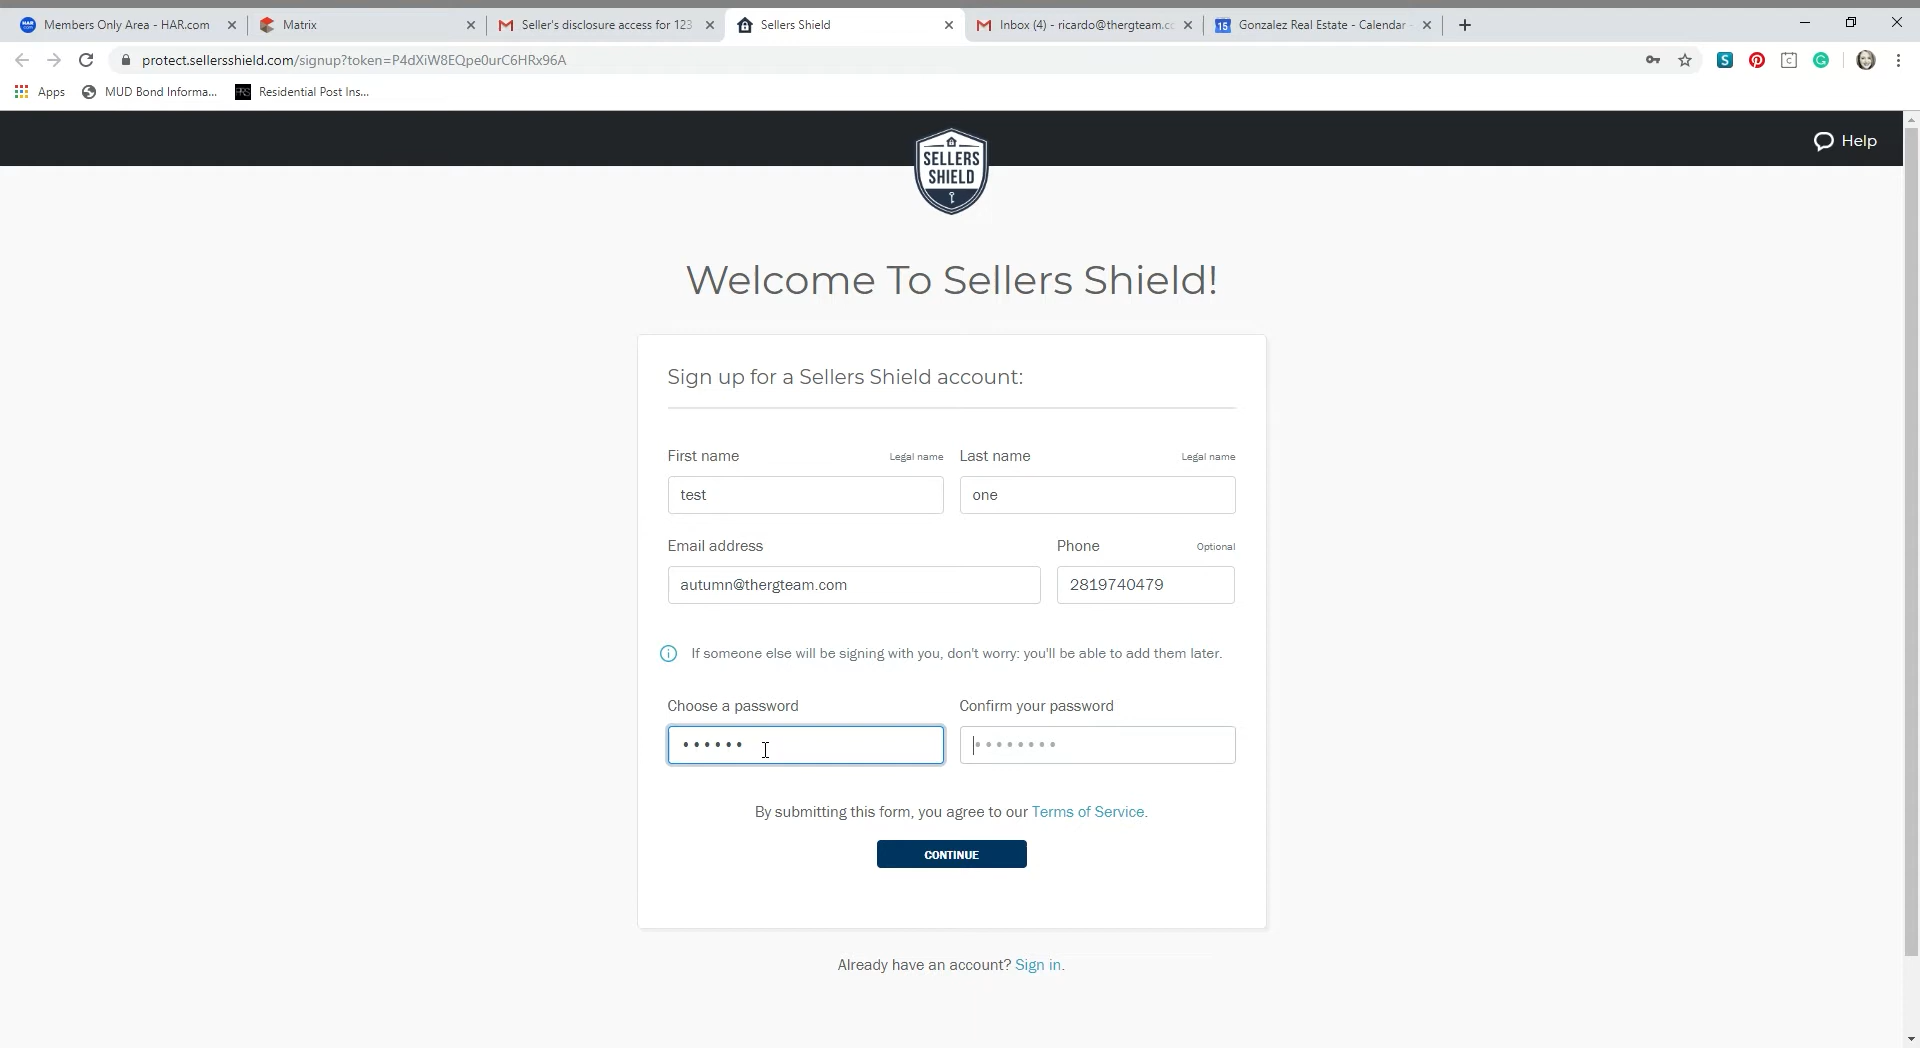 Members Only Area - HAR.com
Matrix
Seller's disclosure access for 123
Sellers Shield
Inbox (4) - ricardo@thergteam.cc
15
Gonzalez Real Estate - Calendar -
protect.sellersshield.com/signup?token=P4dXiW8EQpe0urC6HRx96A
Apps
MUD Bond Informa...
Residential Post Ins...
SELLERS
SHIELD
Help
Welcome To Sellers Shield!
Sign up for a Sellers Shield account:
First name Legal name Last name Legal name
test one
Email address Phone Optional
autumn@thergteam.com 2819740479
If someone else will be signing with you, don't worry: you'll be able to add them later.
Choose a password Confirm your password
By submitting this form, you agree to our Terms of Service.
CONTINUE
Already have an account? Sign in.